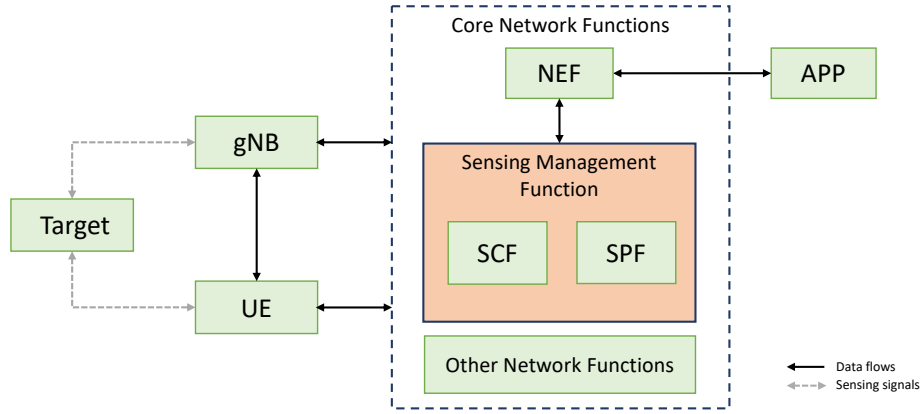 Core Network Functions
NEF
APP
gNB
Sensing Management
Function
Target
SCF
SPF
UE
Other Network Functions
Data flows
Sensing signals